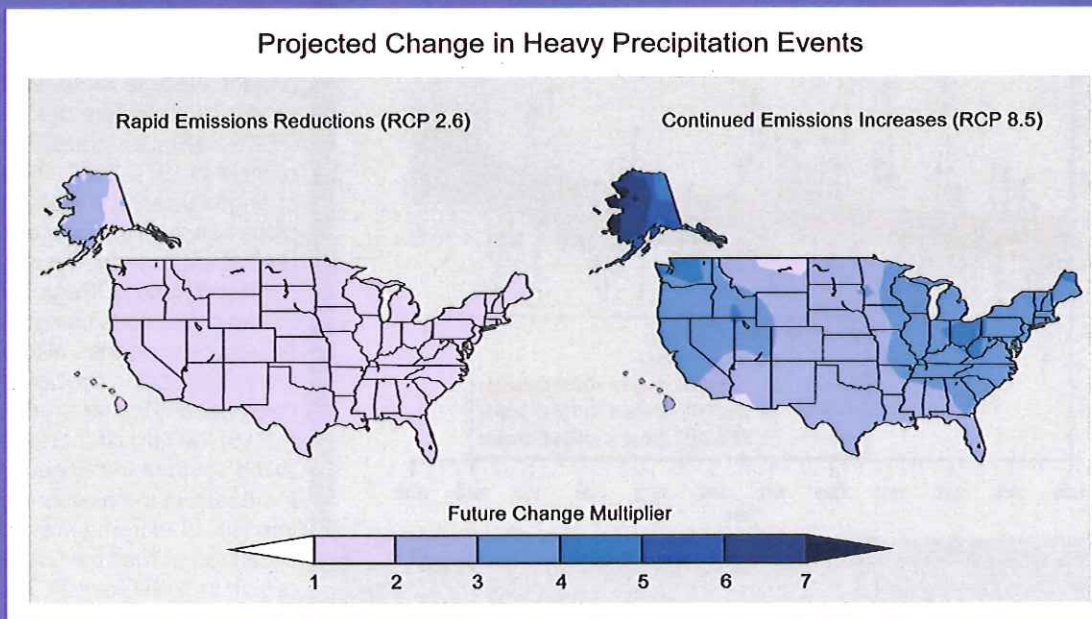 Projected Change in Heavy Precipitation Events
Rapid Emissions Reductions (RCP 2.6)
Continued Emissions Increases (RCP 8.5)
Future Change Multiplier
1 2 3 4 5 6 7